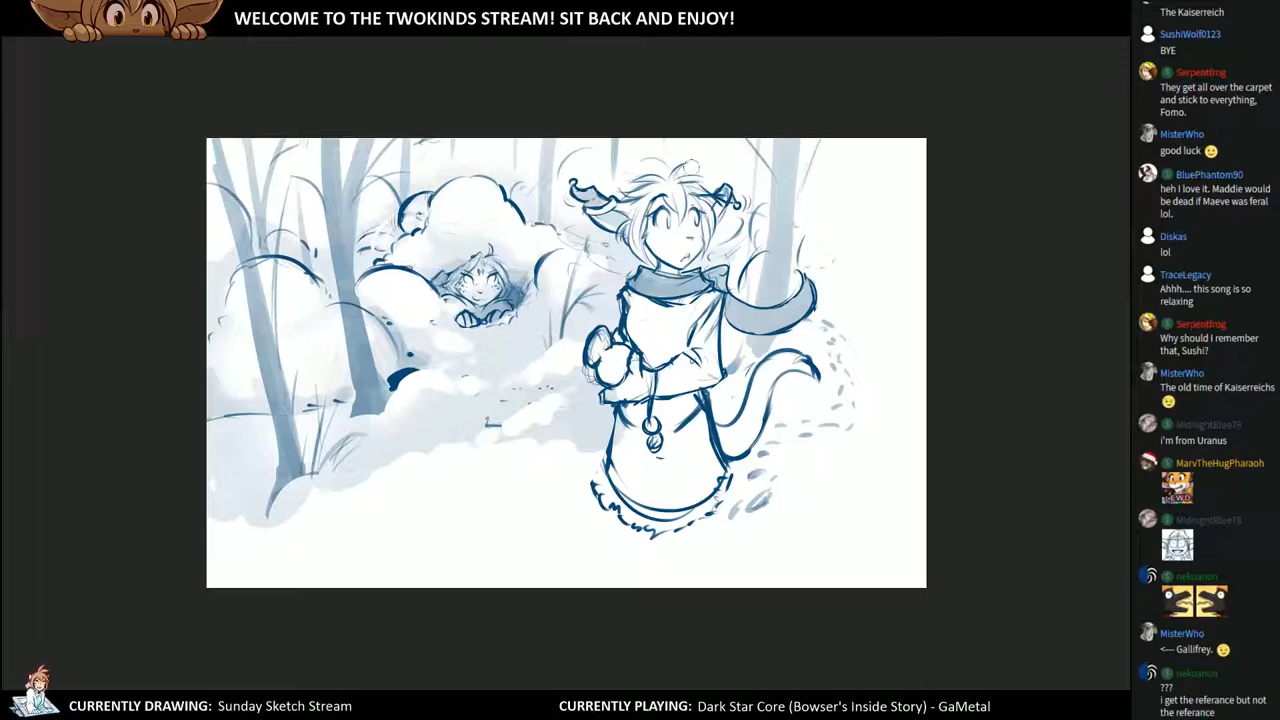 WELCOME TO THE TWOKINDS STREAM! SIT BACK AND ENJOY!
The Kaiserreich
SushiWolf0123
BYE
Serpentfrog
They get all over the carpet
and stick to everything,
Fomo.
MisterWho
good luck
BluePhantom90
heh I love it. Maddie would
be dead if Maeve was feral
lol.
Diskas
lol
TraceLegacy
Ahhh.... this song is so
relaxing
Serpentfrog
Why should I remember
that, Sushi?
MisterWho
The old time of Kaiserreichs
i'm from Uranus
MarvTheHugPharaoh
LEWD
nekoanon
MisterWho
<--- Gallifrey.
nekoanon
???
i get the referance but not
the referance
CURRENTLY DRAWING: Sunday Sketch Stream
CURRENTLY PLAYING: Dark Star Core (Bowser's Inside Story) - GaMetal